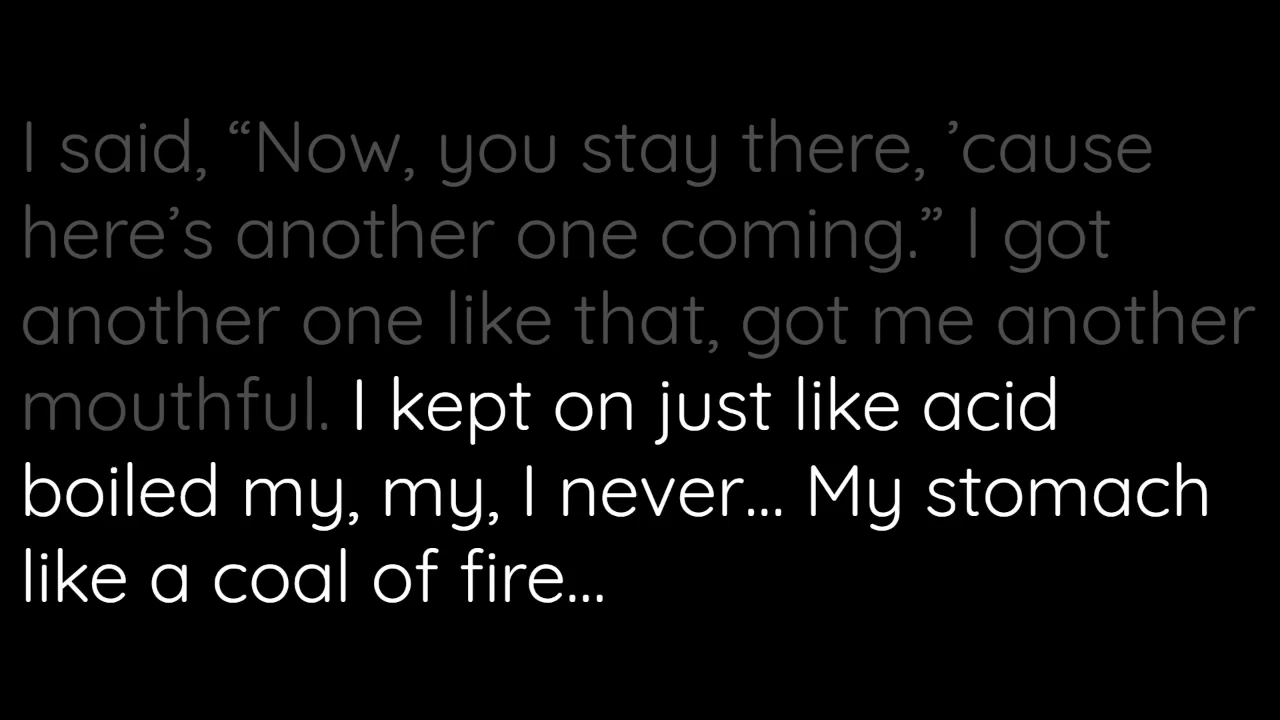 I said, “Now, you stay there, ’cause
here’s another one coming.” I got
another one like that, got me another
mouthful. I kept on just like acid
boiled my, my, I never... My stomach
like a coal of fire...